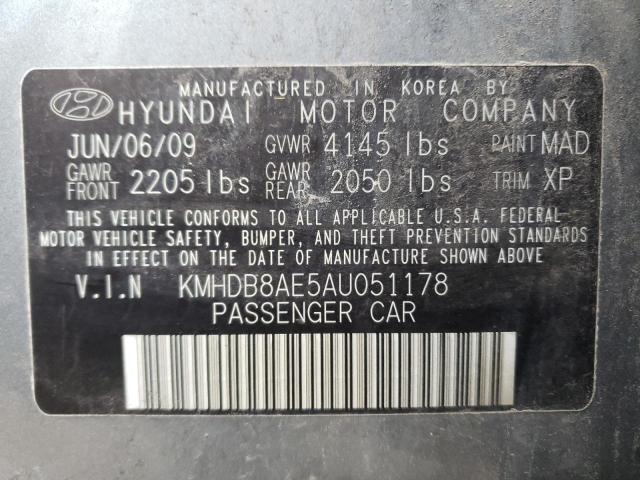 MANUFACTURED IN KOREA BY
HYUNDAI MOTOR COMPANY
JUN/06/09 GVWR 4145 lbs PAINT MAD
GAWR FRONT 2205 lbs GAWR REAR 2050 lbs TRIM XP
THIS VEHICLE CONFORMS TO ALL APPLICABLE U.S.A. FEDERAL
MOTOR VEHICLE SAFETY, BUMPER, AND THEFT PREVENTION STANDARDS
IN EFFECT ON THE DATE OF MANUFACTURE SHOWN ABOVE.
V.I.N KMHDB8AE5AU051178
PASSENGER CAR